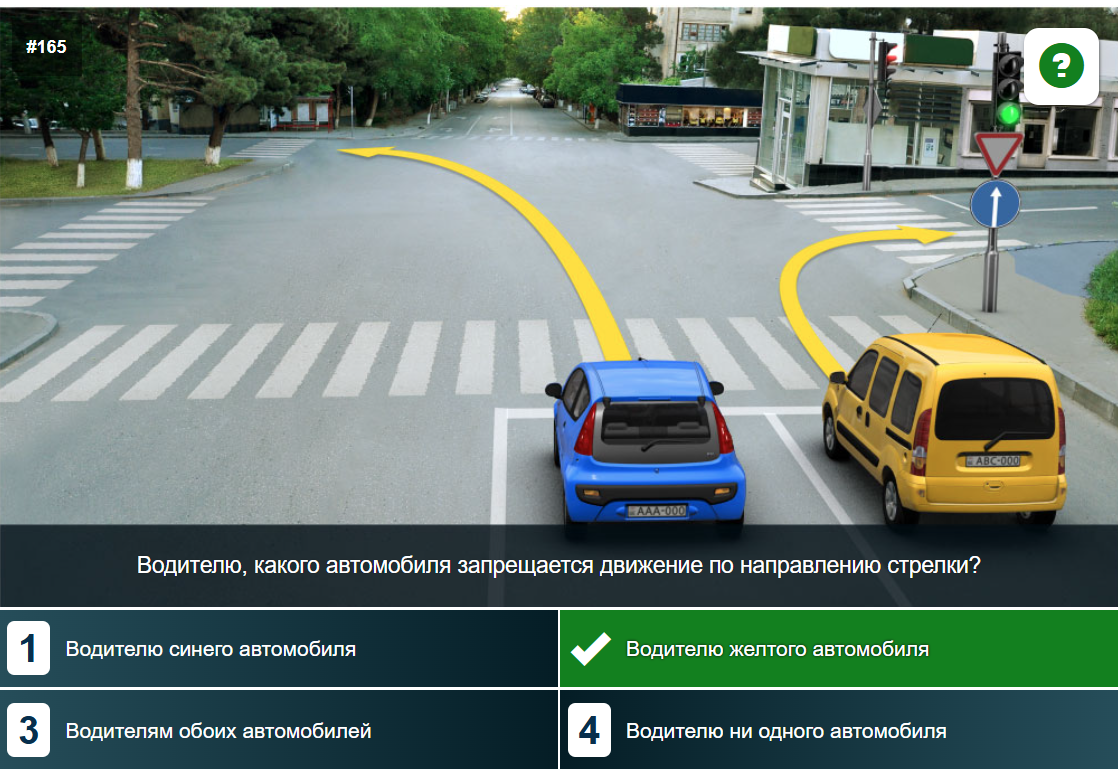 #165
?
ABC-000
AAA-000
Водителю, какого автомобиля запрещается движение по направлению стрелки?
1 Водителю синего автомобиля
Водителю желтого автомобиля
3 Водителям обоих автомобилей
4 Водителю ни одного автомобиля